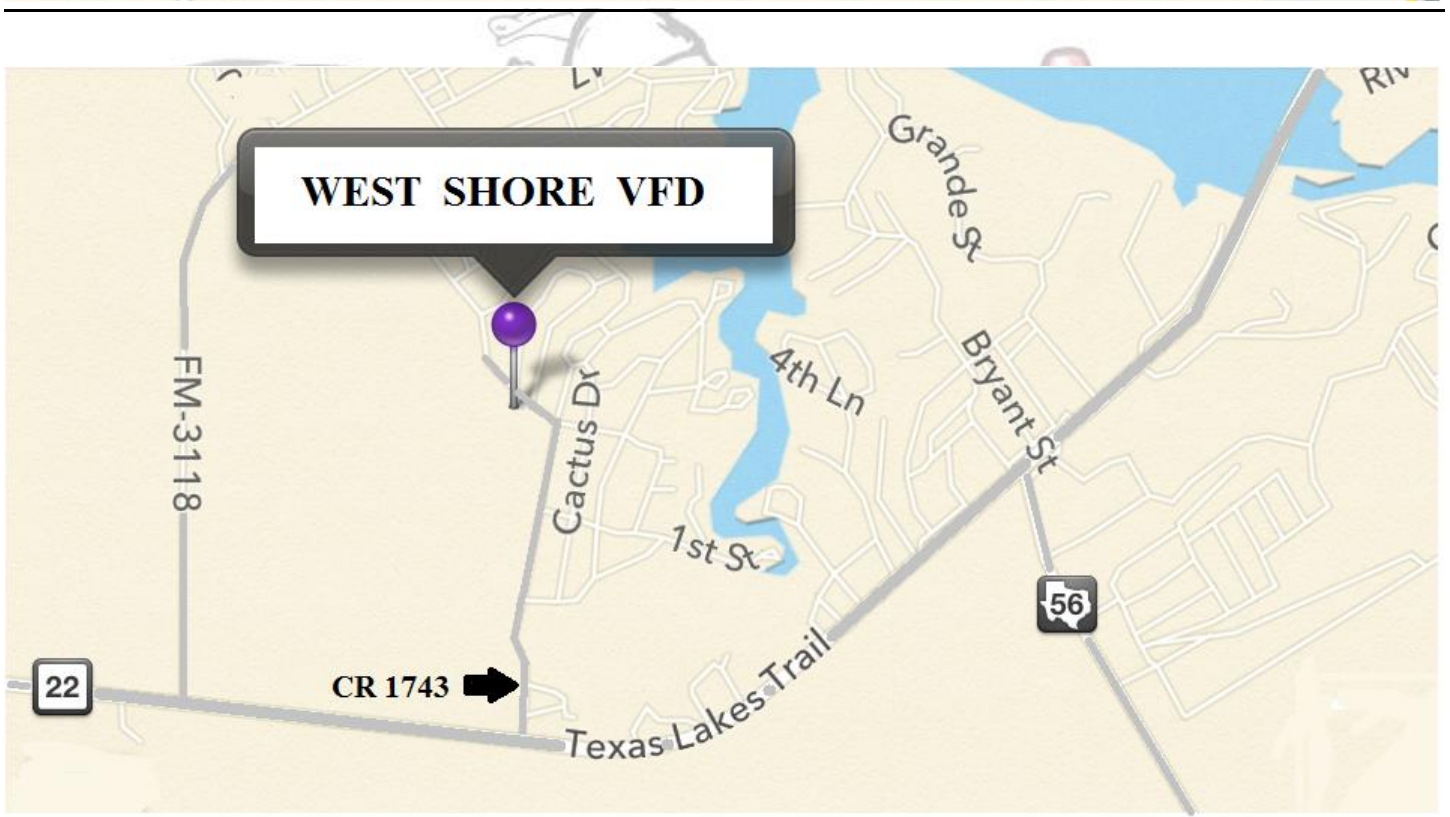 WEST SHORE VFD
Grande St
FM-3118
Cactus Dr
4th Ln
Bryant St
1st St
56
22
CR 1743
Texas Lakes Trail